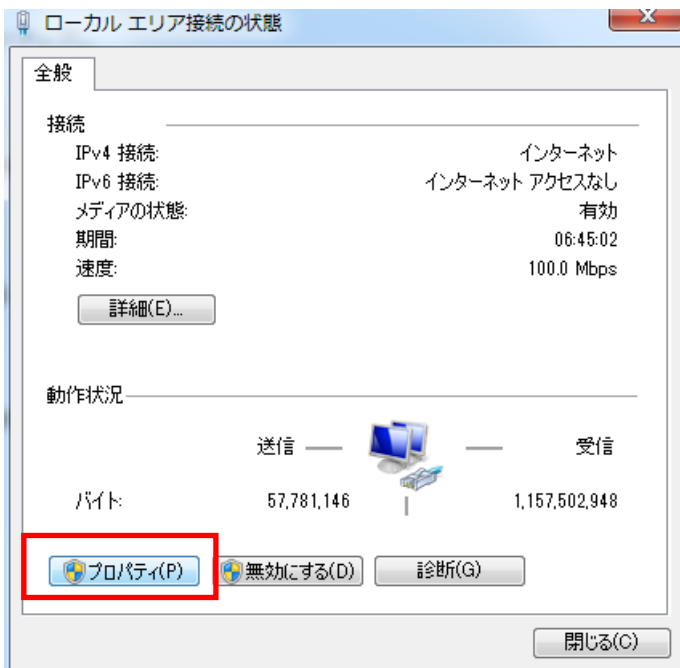 ローカル エリア接続の状態
全般
接続
IPv4 接続: インターネット
IPv6 接続: インターネット アクセスなし
メディアの状態: 有効
期間: 06:45:02
速度: 100.0 Mbps
詳細(E)...
動作状況
送信 受信
バイト: 57,781,146 1,157,502,948
プロパティ(P) 無効にする(D) 診断(G)
閉じる(C)